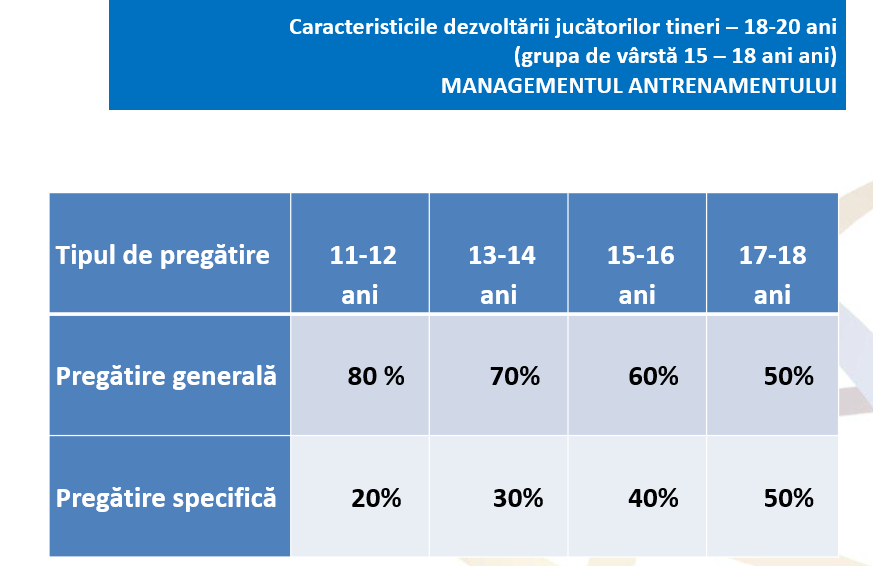 Caracteristicile dezvoltării jucătorilor tineri – 18-20 ani
(grupa de vârstă 15 – 18 ani ani)
MANAGEMENTUL ANTRENAMENTULUI
Tipul de pregătire 11-12 ani 13-14 ani 15-16 ani 17-18 ani
Pregătire generală 80 % 70% 60% 50%
Pregătire specifică 20% 30% 40% 50%